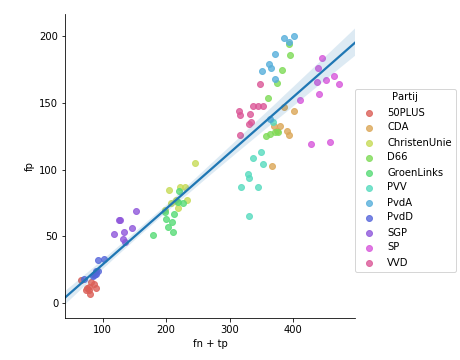 200
150
100
50
0
fp
100
200
300
400
fn + tp
Partij
50PLUS
CDA
ChristenUnie
D66
GroenLinks
PVV
PvdA
PvdD
SGP
SP
VVD